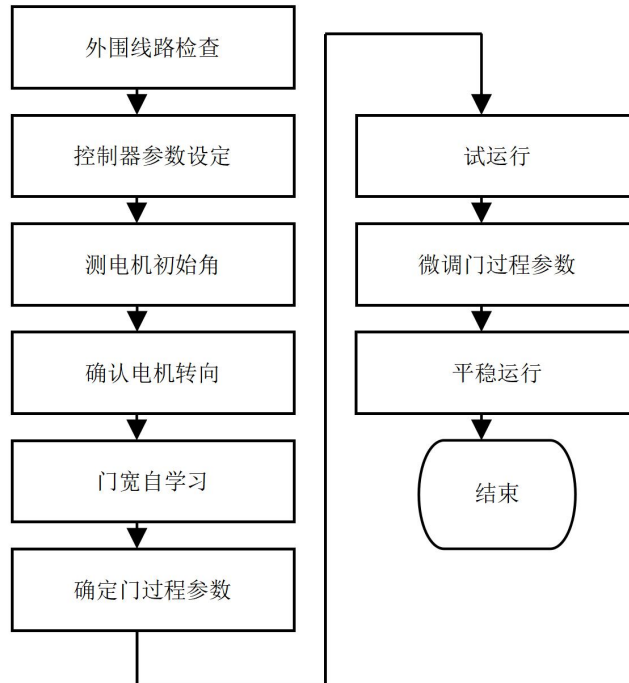 外围线路检查
控制器参数设定
测电机初始角
确认电机转向
门宽自学习
确定门过程参数
试运行
微调门过程参数
平稳运行
结束